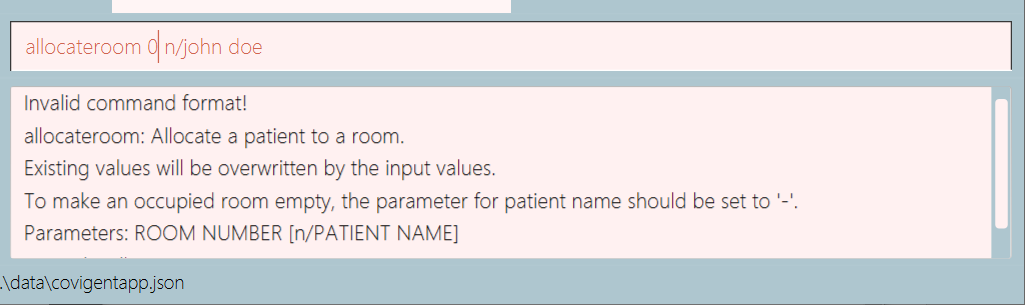 allocateroom 0 n/john doe
Invalid command format!
allocateroom: Allocate a patient to a room.
Existing values will be overwritten by the input values.
To make an occupied room empty, the parameter for patient name should be set to '-'.
Parameters: ROOM NUMBER [n/PATIENT NAME]
.\data\covigentapp.json